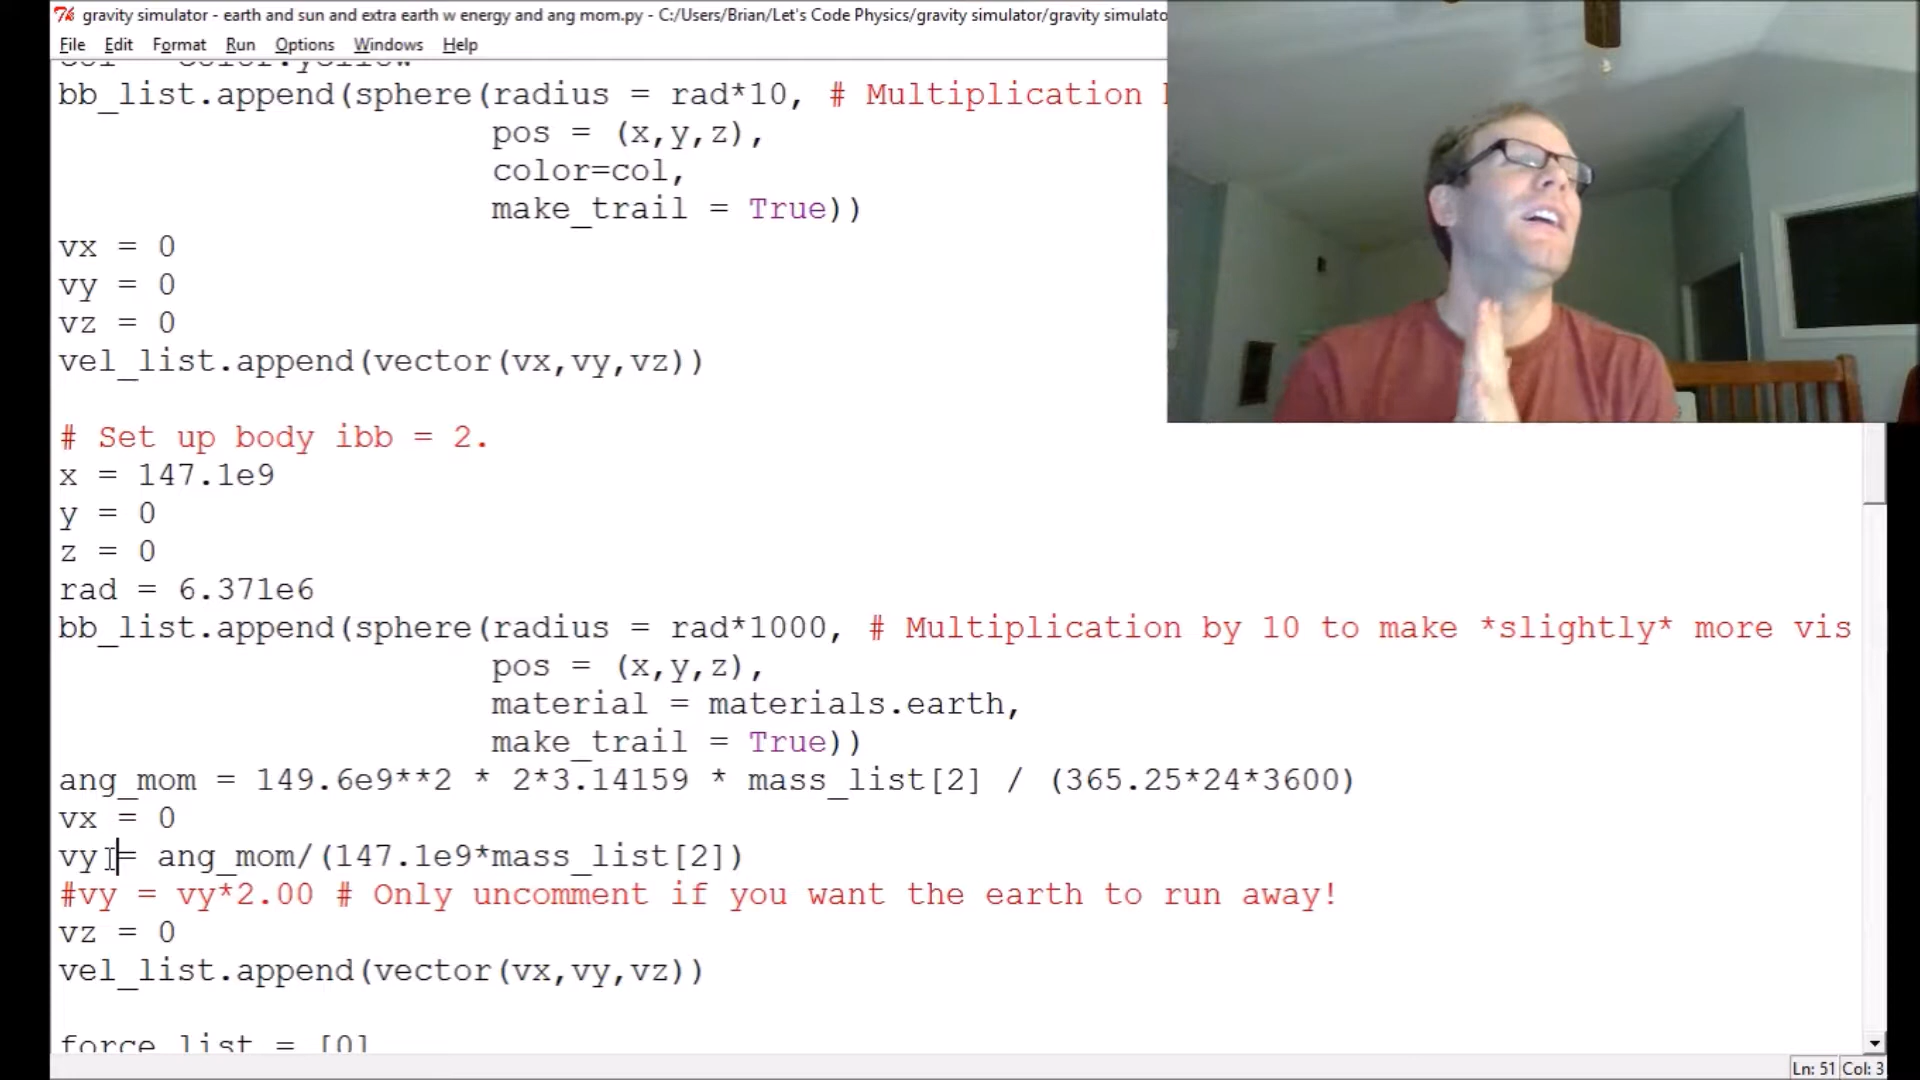 gravity simulator - earth and sun and extra earth w energy and ang mom.py - C:/Users/Brian/Let's Code Physics/gravity simulator/gravity simulato
File Edit Format Run Options Windows Help
col = color.yellow
bb_list.append(sphere(radius = rad*10, # Multiplication
pos = (x,y,z),
color=col,
make_trail = True))
vx = 0
vy = 0
vz = 0
vel_list.append(vector(vx,vy,vz))
# Set up body ibb = 2.
x = 147.1e9
y = 0
z = 0
rad = 6.371e6
bb_list.append(sphere(radius = rad*1000, # Multiplication by 10 to make *slightly* more vis
pos = (x,y,z),
material = materials.earth,
make_trail = True))
ang_mom = 149.6e9**2 * 2*3.14159 * mass_list[2] / (365.25*24*3600)
vx = 0
vy = ang_mom/(147.1e9*mass_list[2])
#vy = vy*2.00 # Only uncomment if you want the earth to run away!
vz = 0
vel_list.append(vector(vx,vy,vz))
force_list = [0]
Ln: 51 Col: 3